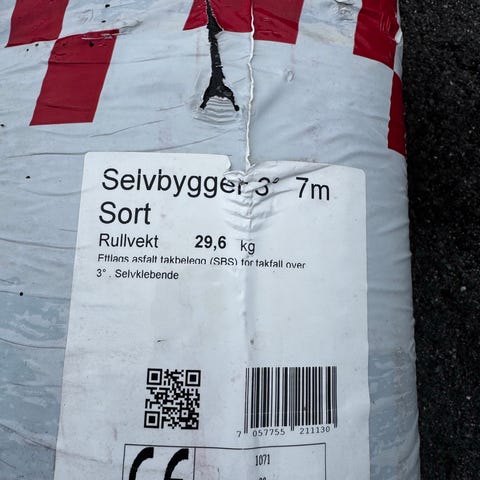 Selvbygger 3° 7m
Sort
Rullvekt 29,6 kg
Ettlags asfalt takbelegg (SBS) for takfall over
3° . Selvklebende
7 057755 211130
CE 1071